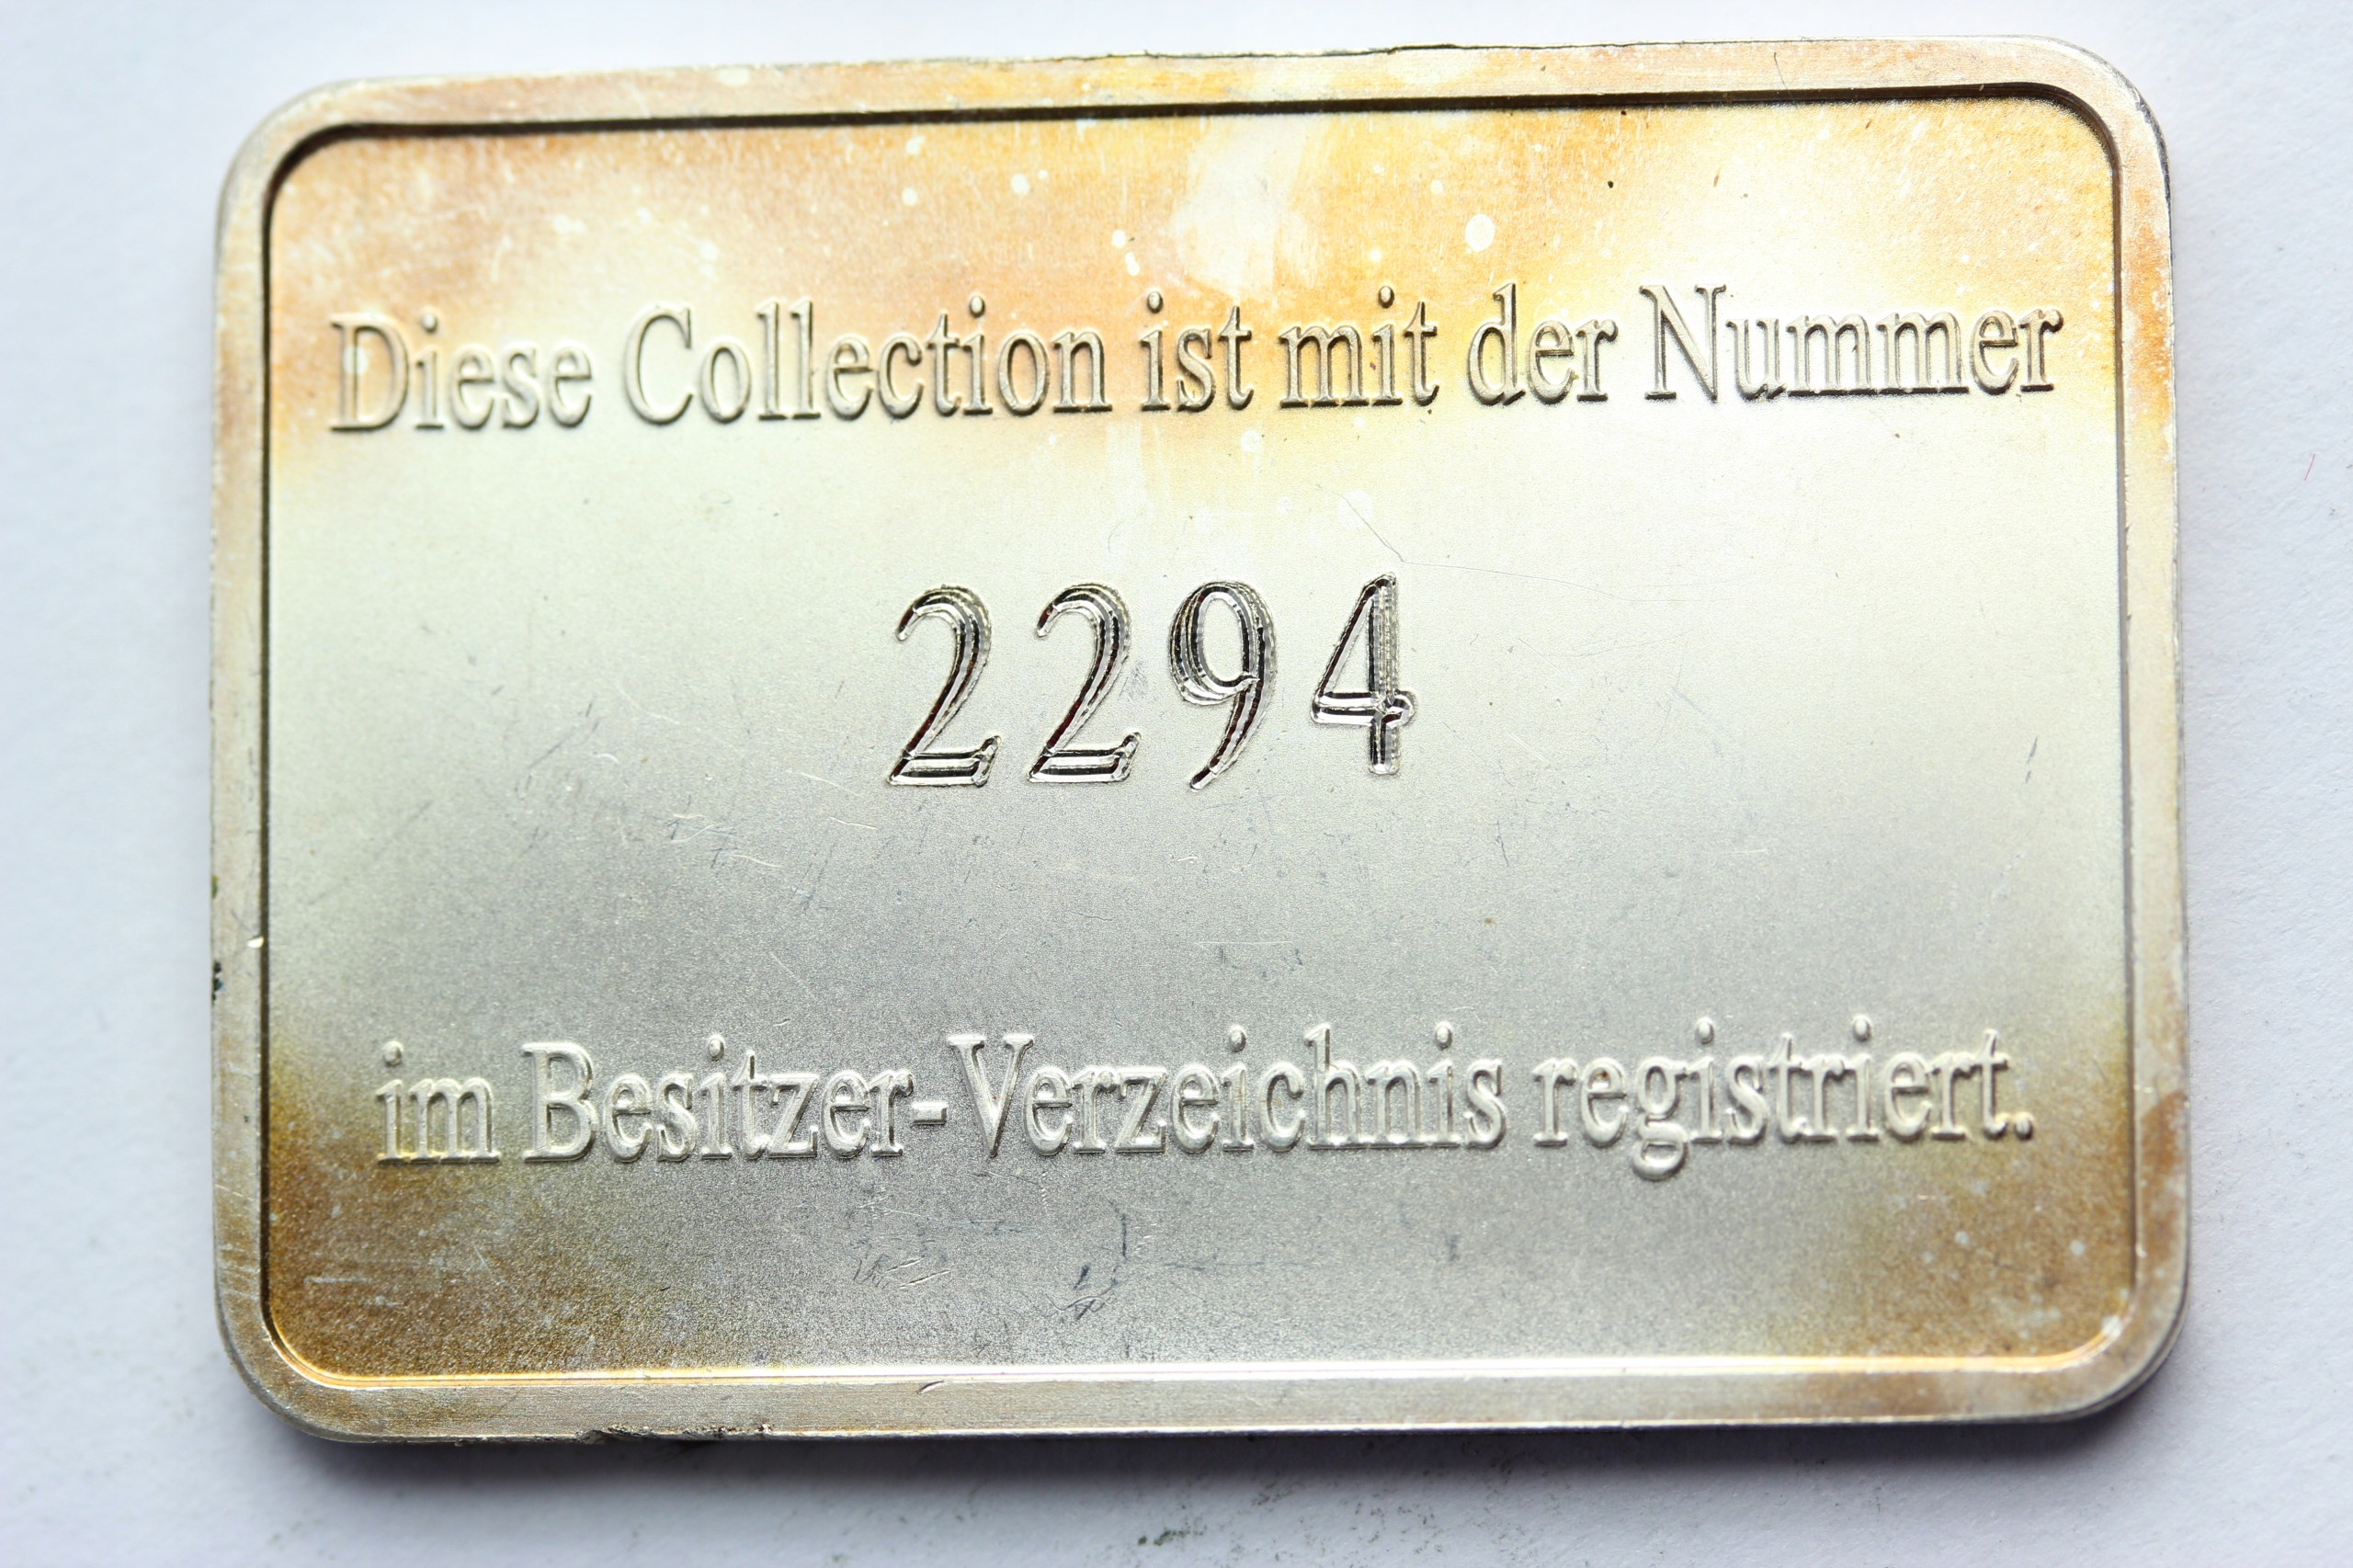 Diese Collection ist mit der Nummer
2294
im Besitzer-Verzeichnis registriert.